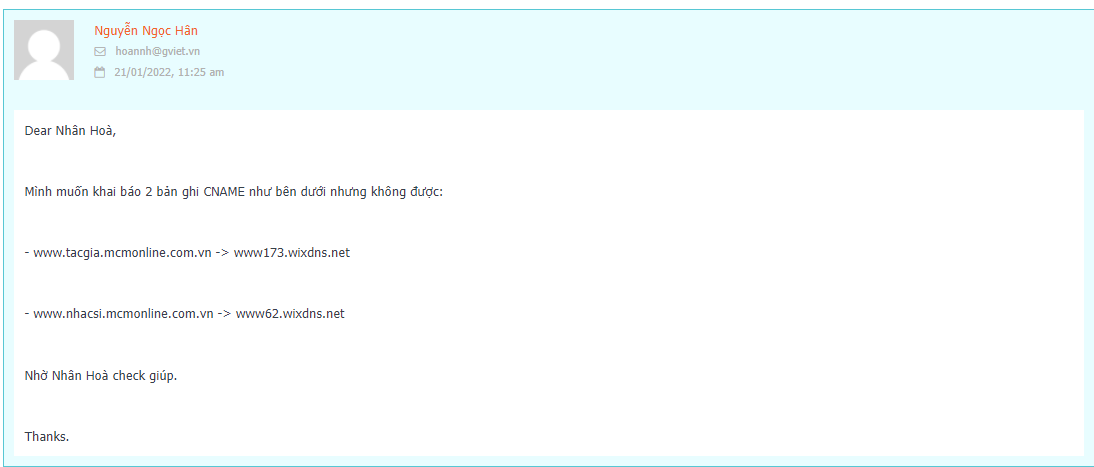 Nguyễn Ngọc Hân
hoannh@gviet.vn
21/01/2022, 11:25 am
Dear Nhân Hoà,
Mình muốn khai báo 2 bản ghi CNAME như bên dưới nhưng không được:
- www.tacgia.mcmonline.com.vn -> www173.wixdns.net
- www.nhacsi.mcmonline.com.vn -> www62.wixdns.net
Nhờ Nhân Hoà check giúp.
Thanks.